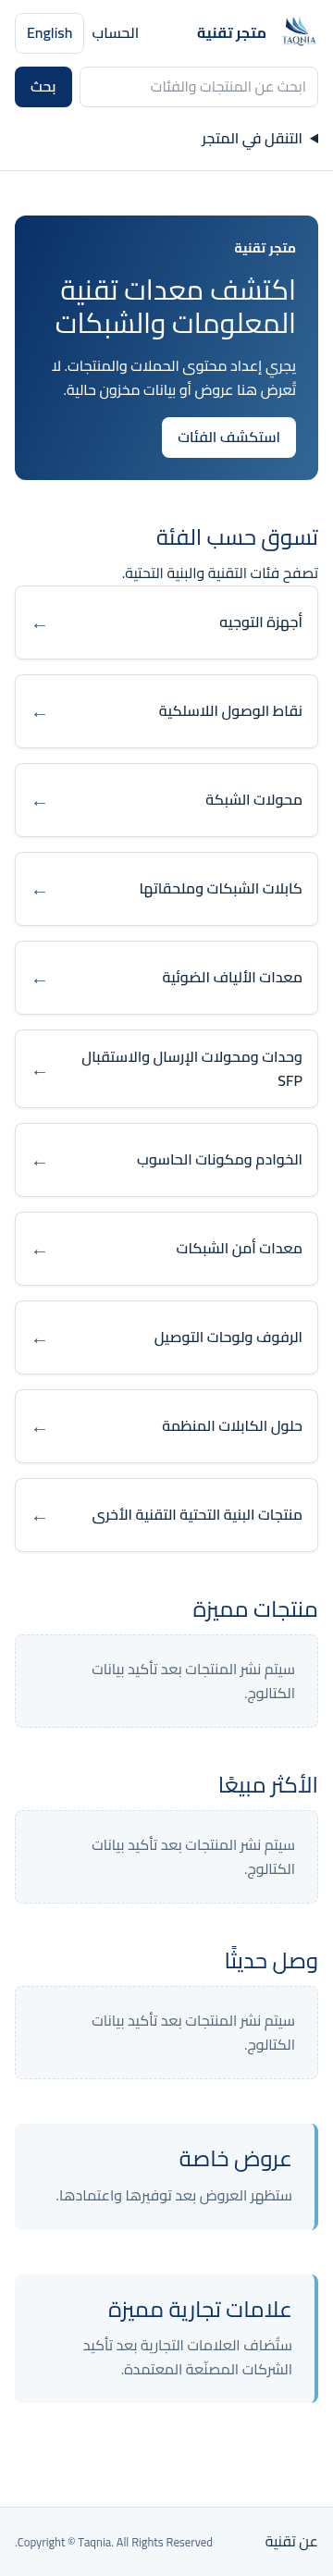 TAQNIA
متجر تقنية
الحساب
English
ابحث عن المنتجات والفئات
بحث
التنقل في المتجر
متجر تقنية
اكتشف معدات تقنية
المعلومات والشبكات
يجري إعداد محتوى الحملات والمنتجات. لا
تُعرض هنا عروض أو بيانات مخزون حالية.
استكشف الفئات
تسوق حسب الفئة
تصفح فئات التقنية والبنية التحتية.
أجهزة التوجيه ←
نقاط الوصول اللاسلكية ←
محولات الشبكة ←
كابلات الشبكات وملحقاتها ←
معدات الألياف الضوئية ←
وحدات ومحولات الإرسال والاستقبال ←
SFP
الخوادم ومكونات الحاسوب ←
معدات أمن الشبكات ←
الرفوف ولوحات التوصيل ←
حلول الكابلات المنظمة ←
منتجات البنية التحتية التقنية الأخرى ←
منتجات مميزة
سيتم نشر المنتجات بعد تأكيد بيانات
الكتالوج.
الأكثر مبيعًا
سيتم نشر المنتجات بعد تأكيد بيانات
الكتالوج.
وصل حديثًا
سيتم نشر المنتجات بعد تأكيد بيانات
الكتالوج.
عروض خاصة
ستظهر العروض بعد توفيرها واعتمادها.
علامات تجارية مميزة
ستُضاف العلامات التجارية بعد تأكيد
الشركات المصنّعة المعتمدة.
عن تقنية
Copyright © Taqnia. All Rights Reserved.